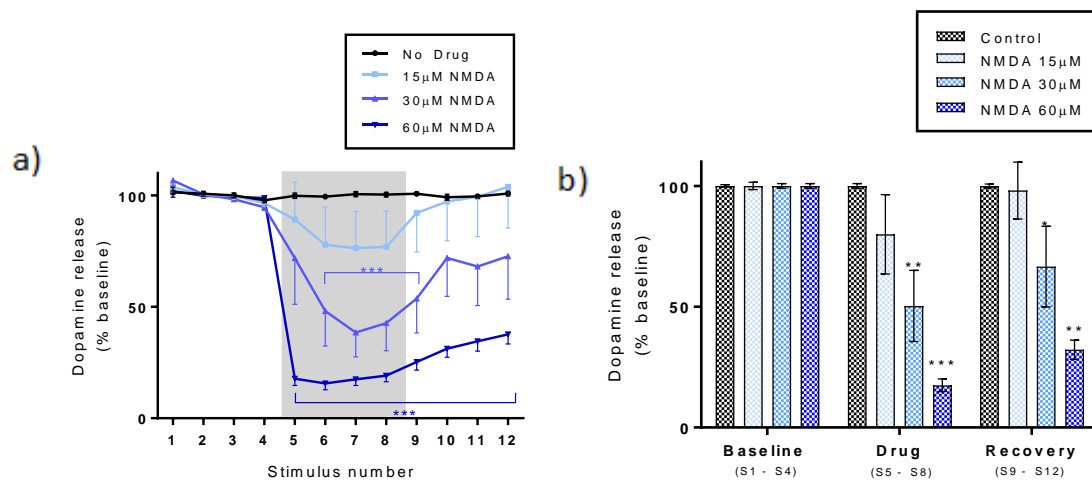 No Drug
15μM NMDA
30μM NMDA
60μM NMDA
a)
Dopamine release
(% baseline)
100
50
0
***
***
1 2 3 4 5 6 7 8 9 10 11 12
Stimulus number
Control
NMDA 15μM
NMDA 30μM
NMDA 60μM
b)
Dopamine release
(% baseline)
100
50
0
**
***
*
**
Baseline Drug Recovery
(S1 - S4) (S5 - S8) (S9 - S12)